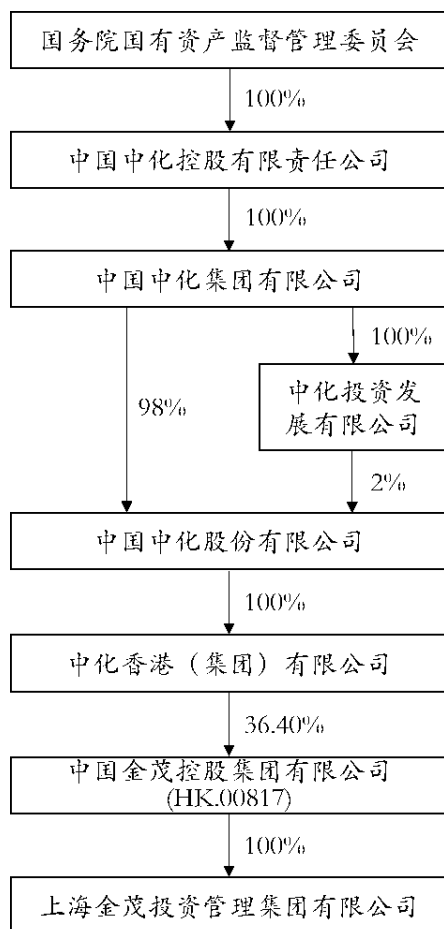 国务院国有资产监督管理委员会
100%
中国中化控股有限责任公司
100%
中国中化集团有限公司
100%
中化投资发
展有限公司
98%
2%
中国中化股份有限公司
100%
中化香港（集团）有限公司
36.40%
中国金茂控股集团有限公司
(HK.00817)
100%
上海金茂投资管理集团有限公司